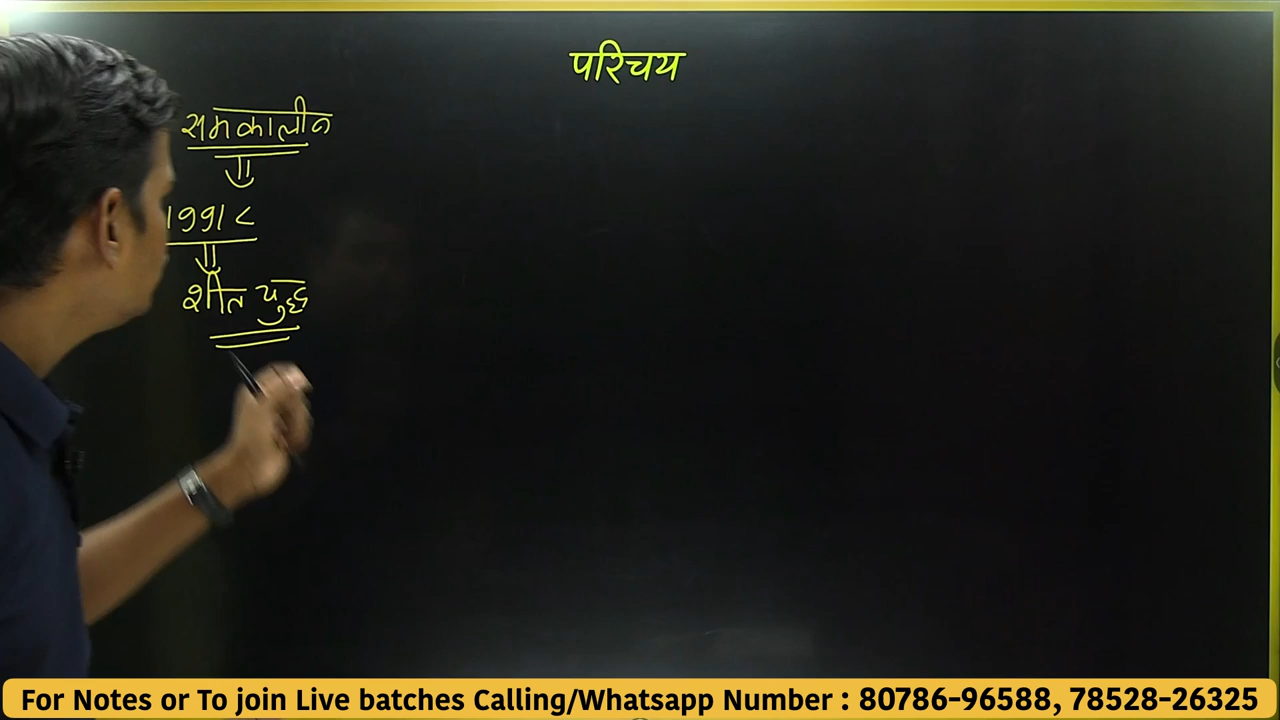 परिचय
समकालीन
1991 <
शीत युद्ध
For Notes or To join Live batches Calling/Whatsapp Number : 80786-96588, 78528-26325